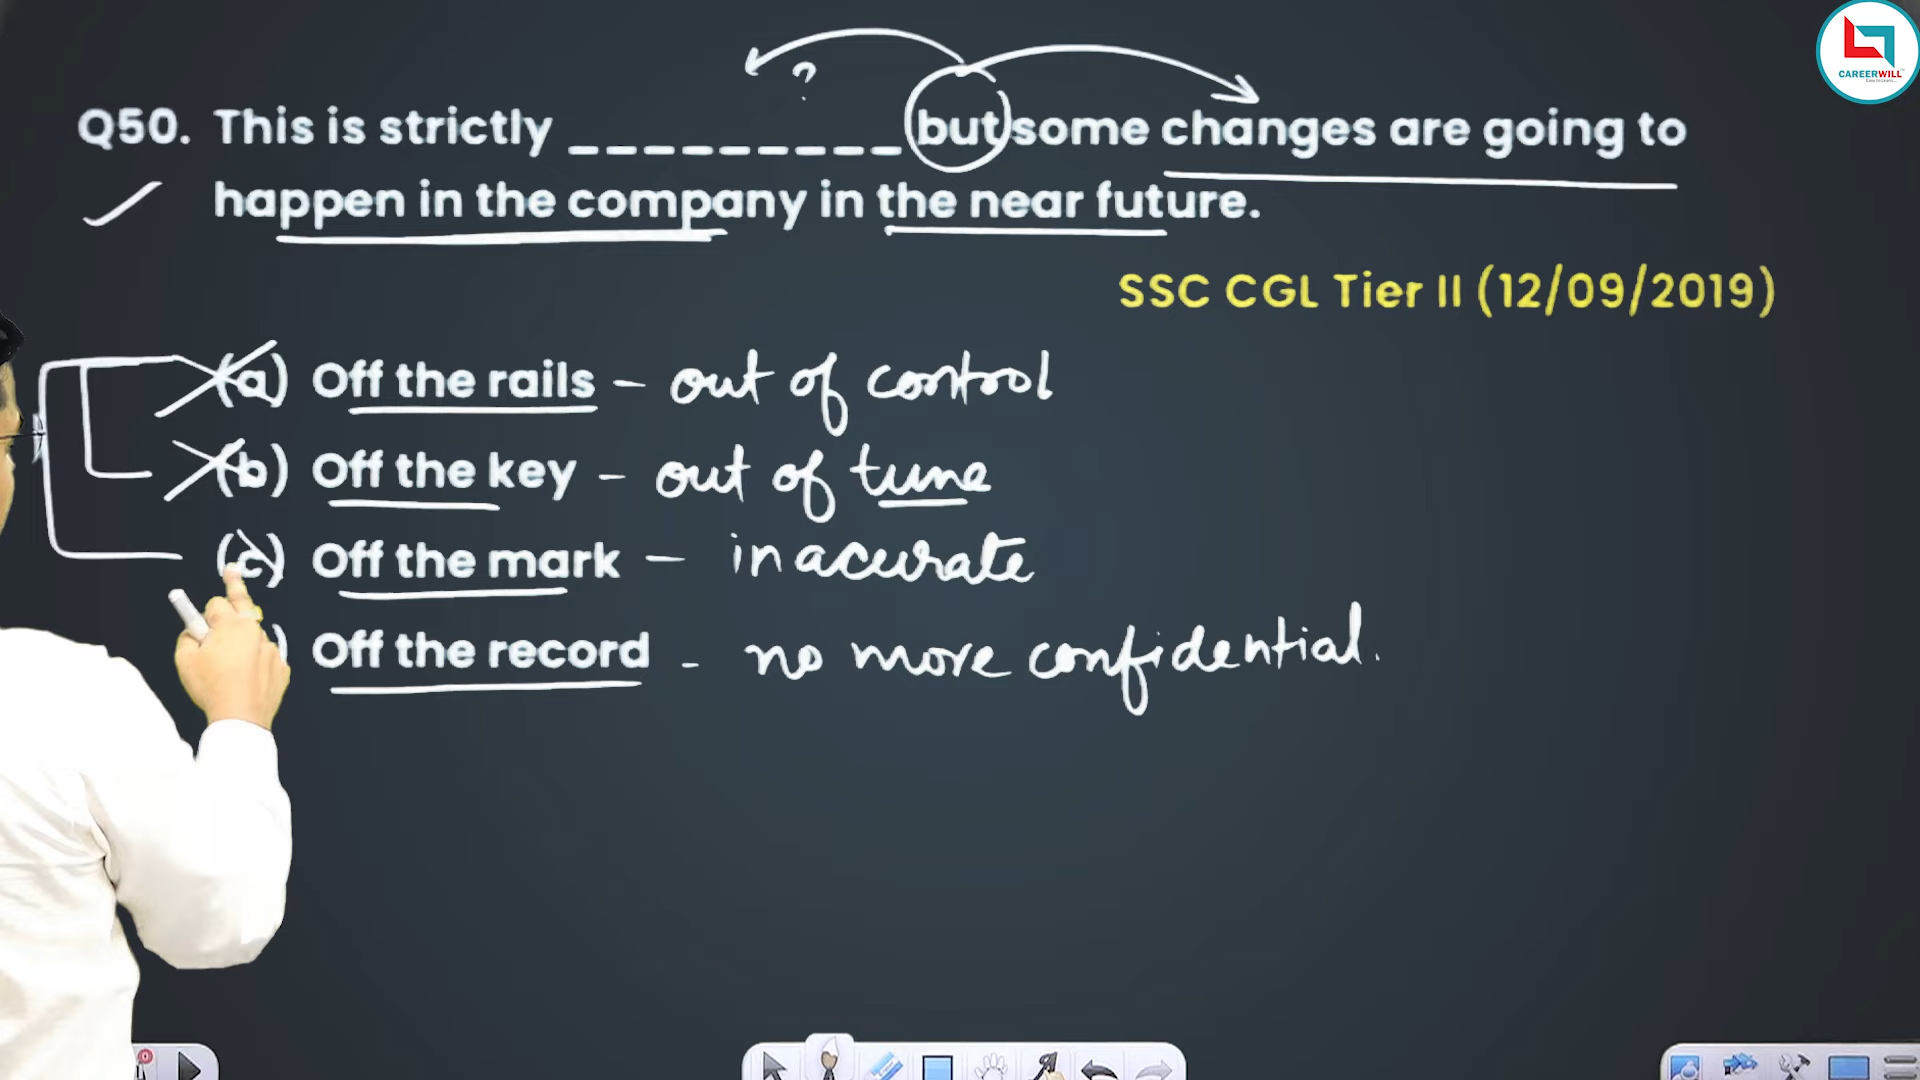 CAREERWILL
?
Q50. This is strictly _________ but some changes are going to
happen in the company in the near future.
SSC CGL Tier II (12/09/2019)
(a) Off the rails - out of control
(b) Off the key - out of tune
(c) Off the mark - inacurate
) Off the record - no more confidential.